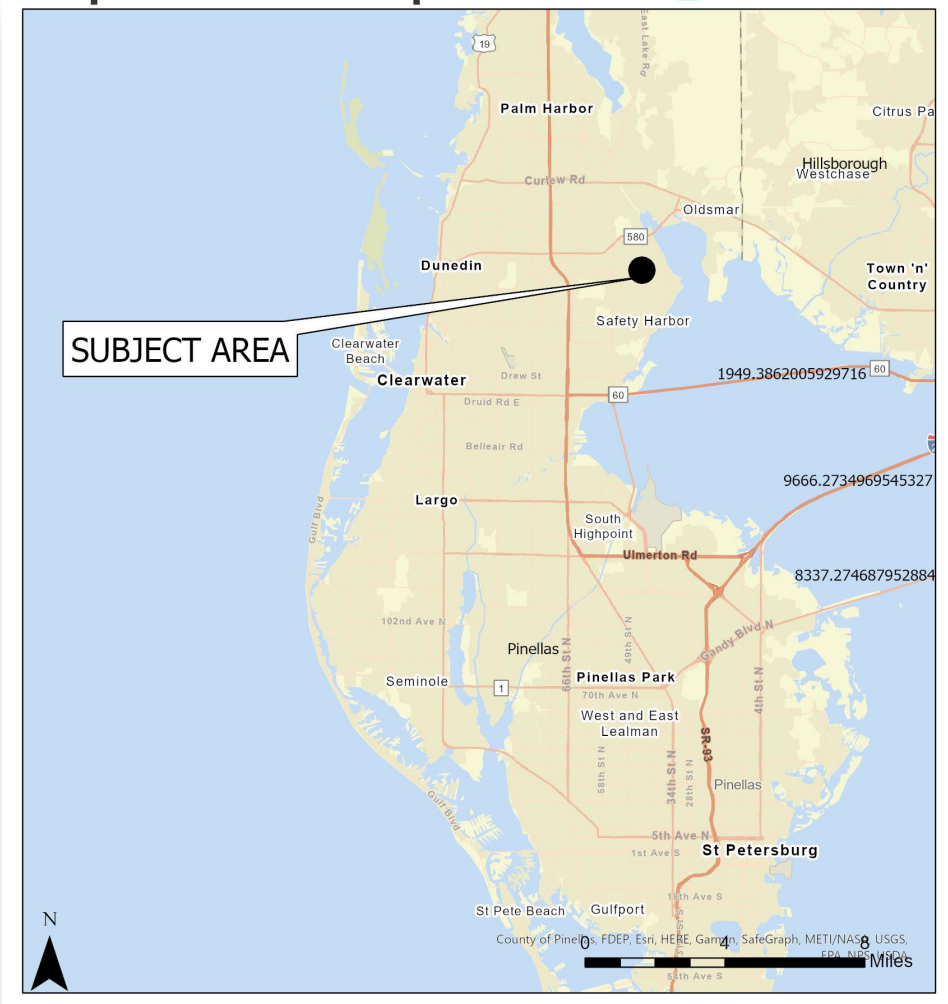 19
East Lake Rd
Palm Harbor
Citrus Pa
Hillsborough
Westchase
Curlew Rd
Oldsmar
580
Dunedin
Town 'n'
Country
Safety Harbor
SUBJECT AREA
Clearwater
Beach
Clearwater
Drew St
1949.3862005929716
60
60
Druid Rd E
Belleair Rd
9666.2734969545327
Largo
Gulf Blvd
South
Highpoint
Ulmerton Rd
8337.274687952884
102nd Ave N
49th St N
Gandy Blvd N
66th St N
Pinellas
Pinellas Park
Seminole
1
70th Ave N
4th St N
West and East
Lealman
SR-93
58th St N
34th St N
28th St N
Pinellas
Gulf Blvd
5th Ave N
1st Ave S
St Petersburg
18th Ave S
St Pete Beach
Gulfport
N
County of Pinellas, FDEP, Esri, HERE, Garmin, SafeGraph, METI/NASA, USGS,
EPA, NPS, USDA
0 4 8
Miles
54th Ave S